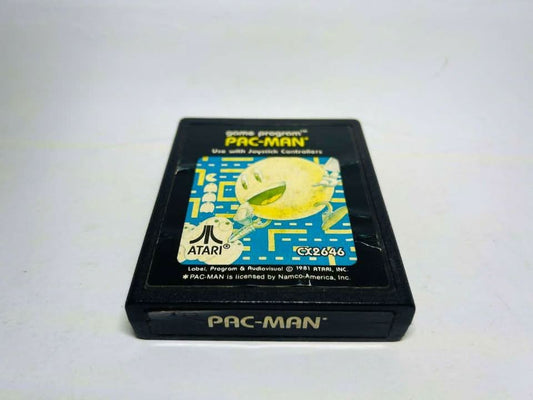 game program™
PAC-MAN*
Use with Joystick Controllers
ATARI®
CX2646
Label, Program & Audiovisual © 1981 ATARI, INC.
* PAC-MAN is licensed by Namco-America, Inc.
PAC-MAN*